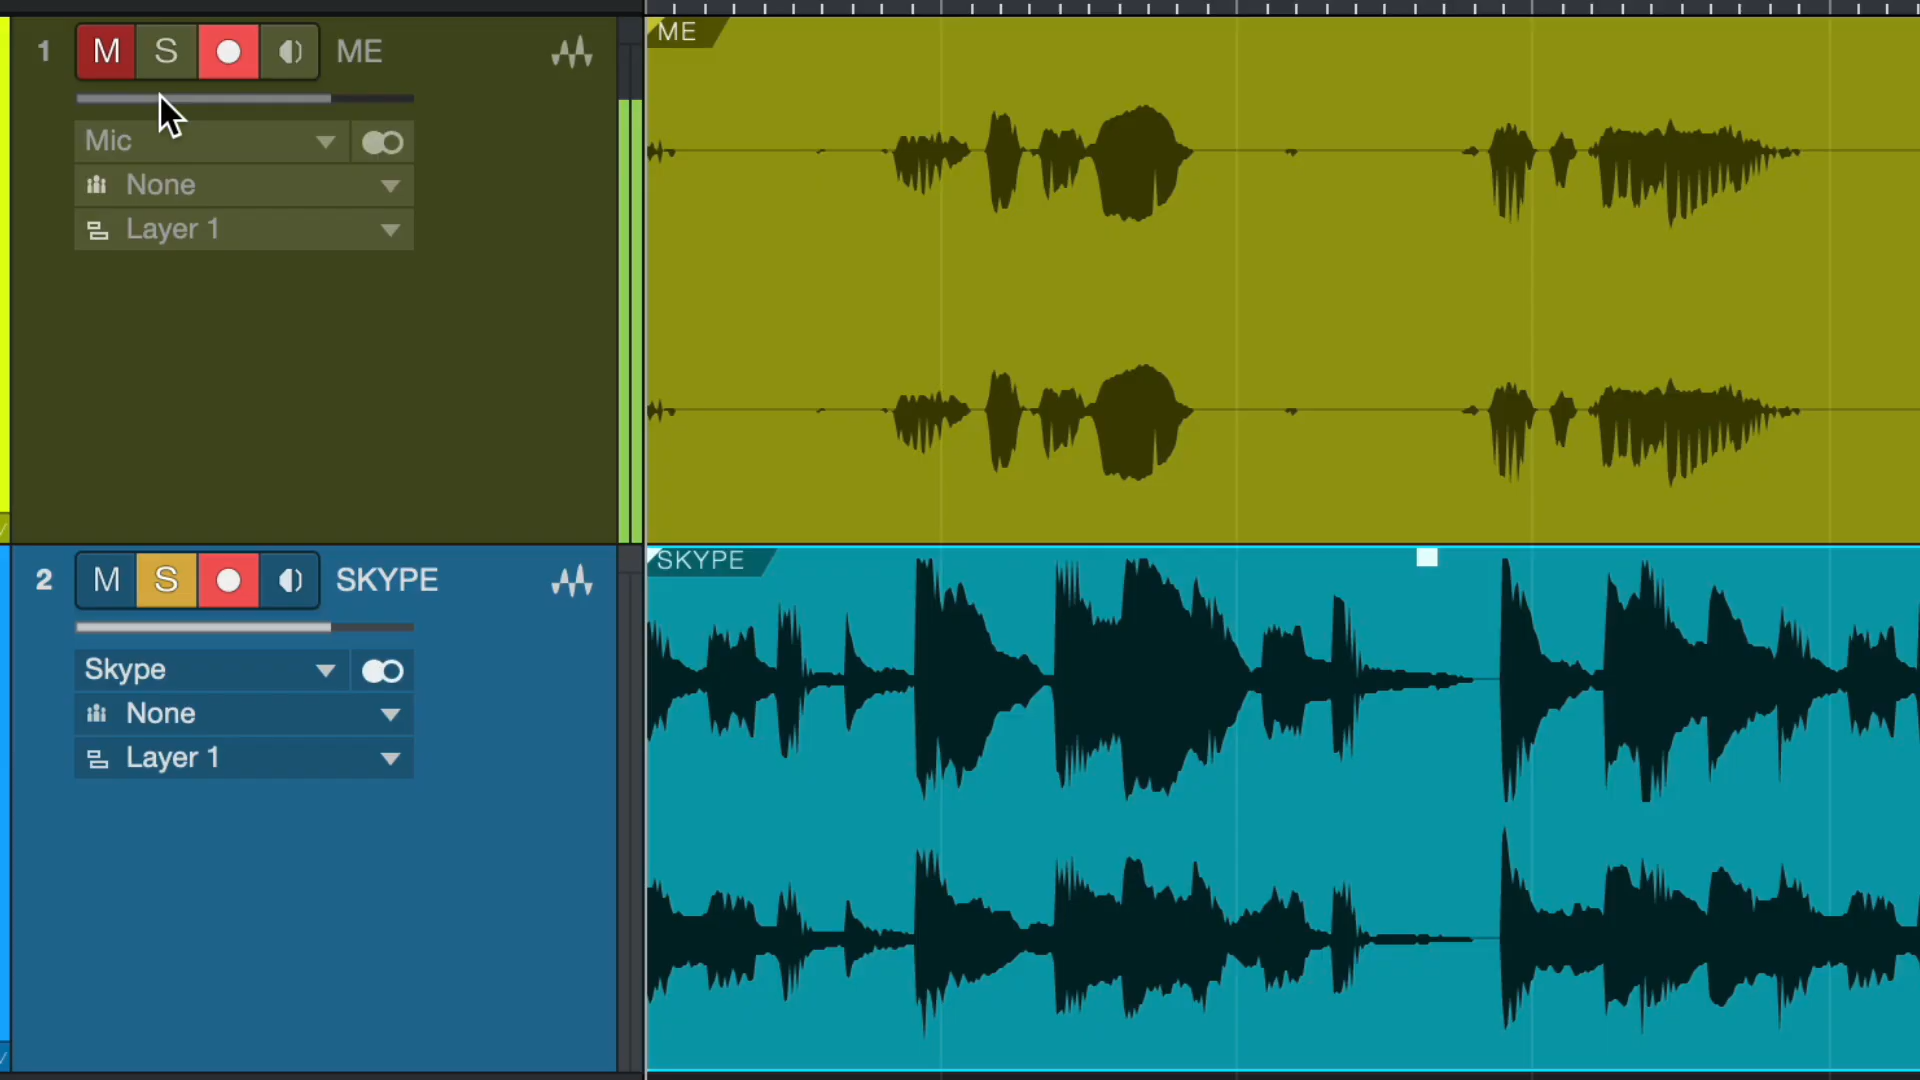 1 M S ME
Mic
None
Layer 1
ME
2 M S SKYPE
Skype
None
Layer 1
SKYPE